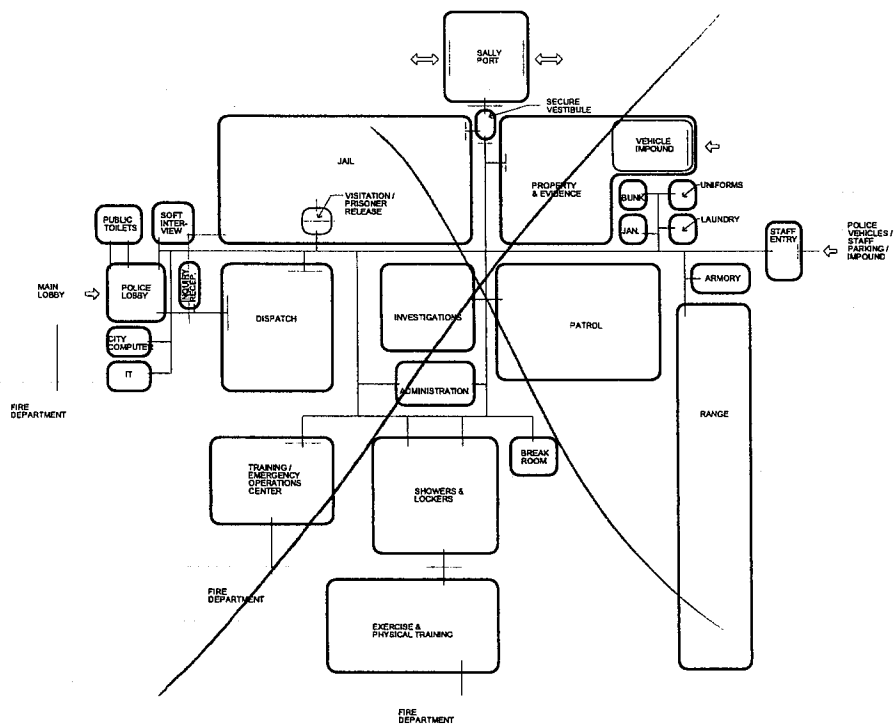 SALLY
PORT
SECURE
VESTIBULE
JAIL
VEHICLE
IMPOUND
PROPERTY
& EVIDENCE
VISITATION /
PRISONER
RELEASE
BUNK
UNIFORMS
JAN.
LAUNDRY
PUBLIC
TOILETS
SOFT
INTER-
VIEW
STAFF
ENTRY
POLICE
VEHICLES /
STAFF
PARKING /
IMPOUND
MAIN
LOBBY
POLICE
LOBBY
INQUIRY
RECEP.
DISPATCH
INVESTIGATIONS
PATROL
ARMORY
CITY
COMPUTER
IT
FIRE
DEPARTMENT
ADMINISTRATION
RANGE
TRAINING /
EMERGENCY
OPERATIONS
CENTER
SHOWERS &
LOCKERS
BREAK
ROOM
FIRE
DEPARTMENT
EXERCISE &
PHYSICAL TRAINING
FIRE
DEPARTMENT